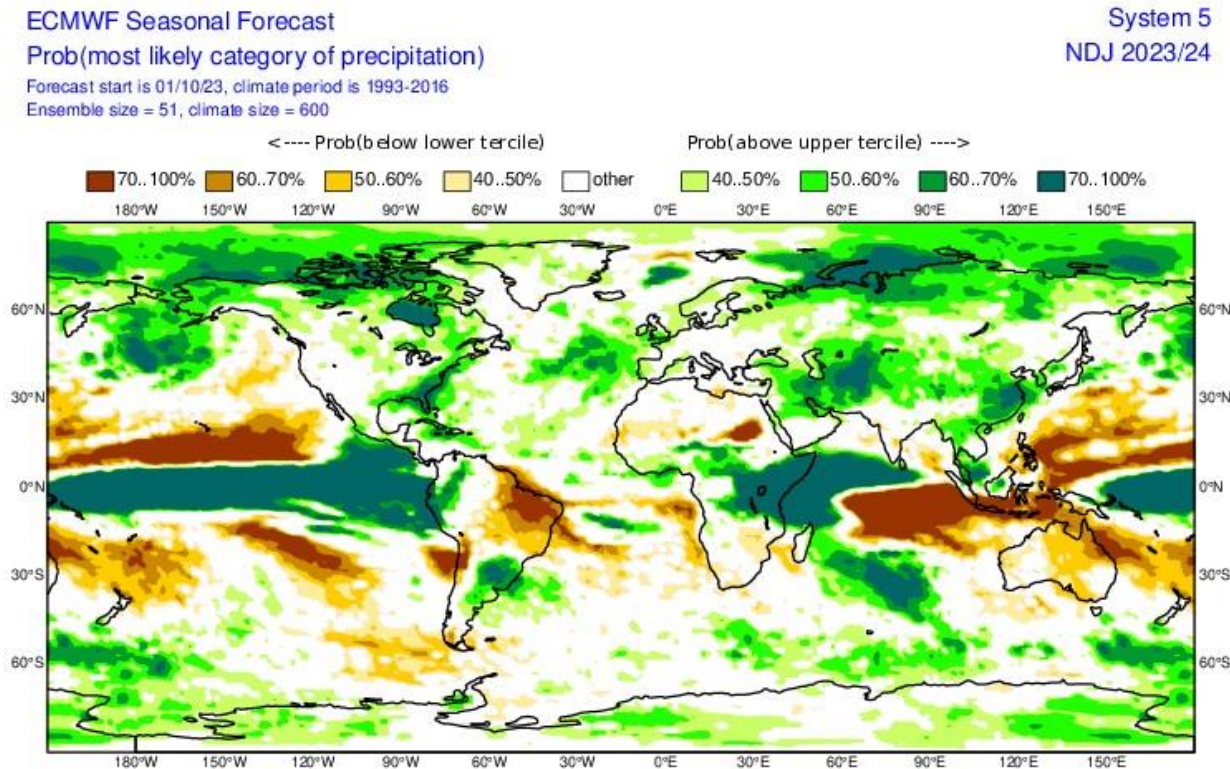 ECMWF Seasonal Forecast
System 5
Prob(most likely category of precipitation)
NDJ 2023/24
Forecast start is 01/10/23, climate period is 1993-2016
Ensemble size = 51, climate size = 600
<---- Prob(below lower tercile)
Prob(above upper tercile) ---->
70..100% 60..70% 50..60% 40..50% other 40..50% 50..60% 60..70% 70..100%
180°W 150°W 120°W 90°W 60°W 30°W 0°E 30°E 60°E 90°E 120°E 150°E
60°N 60°N
30°N 30°N
0°N 0°N
30°S 30°S
60°S 60°S
180°W 150°W 120°W 90°W 60°W 30°W 0°E 30°E 60°E 90°E 120°E 150°E